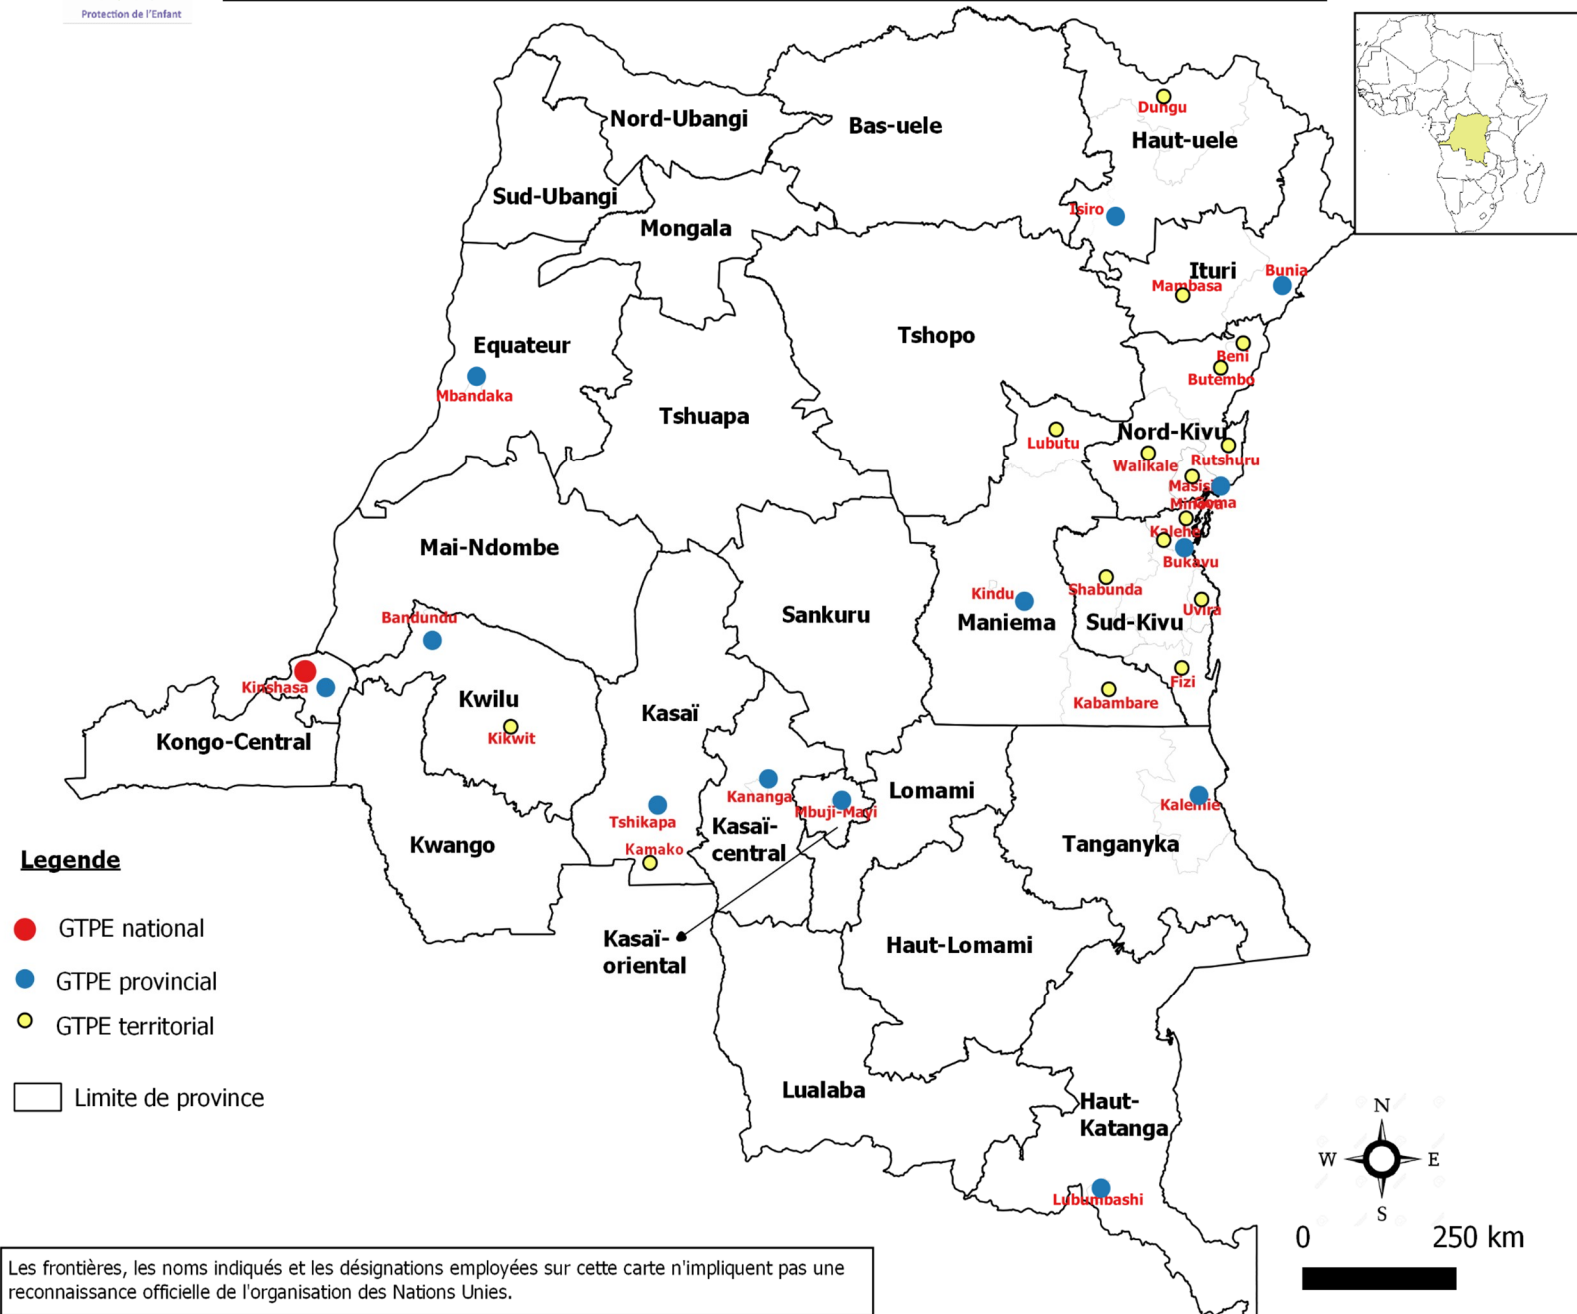 Protection de l'Enfant
Dungu
Nord-Ubangi
Bas-uele
Haut-uele
Sud-Ubangi
Isiro
Mongala
Ituri
Bunia
Mambasa
Tshopo
Equateur
Beni
Butembo
Mbandaka
Tshuapa
Nord-Kivu
Lubutu
Rutshuru
Walikale
Masisi
Goma
Minova
Kalehe
Mai-Ndombe
Bukavu
Shabunda
Kindu
Uvira
Sankuru
Maniema
Sud-Kivu
Bandundu
Kinshasa
Fizi
Kwilu
Kabambare
Kasaï
Kikwit
Kongo-Central
Lomami
Kananga
Kalemie
Mbuji-Mayi
Tshikapa
Kasaï-
central
Kwango
Tanganyka
Kamako
Legende
GTPE national
Kasaï-
oriental
Haut-Lomami
GTPE provincial
GTPE territorial
Lualaba
Limite de province
Haut-
Katanga
N
W
E
S
Lubumbashi
0
250 km
Les frontières, les noms indiqués et les désignations employées sur cette carte n'impliquent pas une
reconnaissance officielle de l'organisation des Nations Unies.